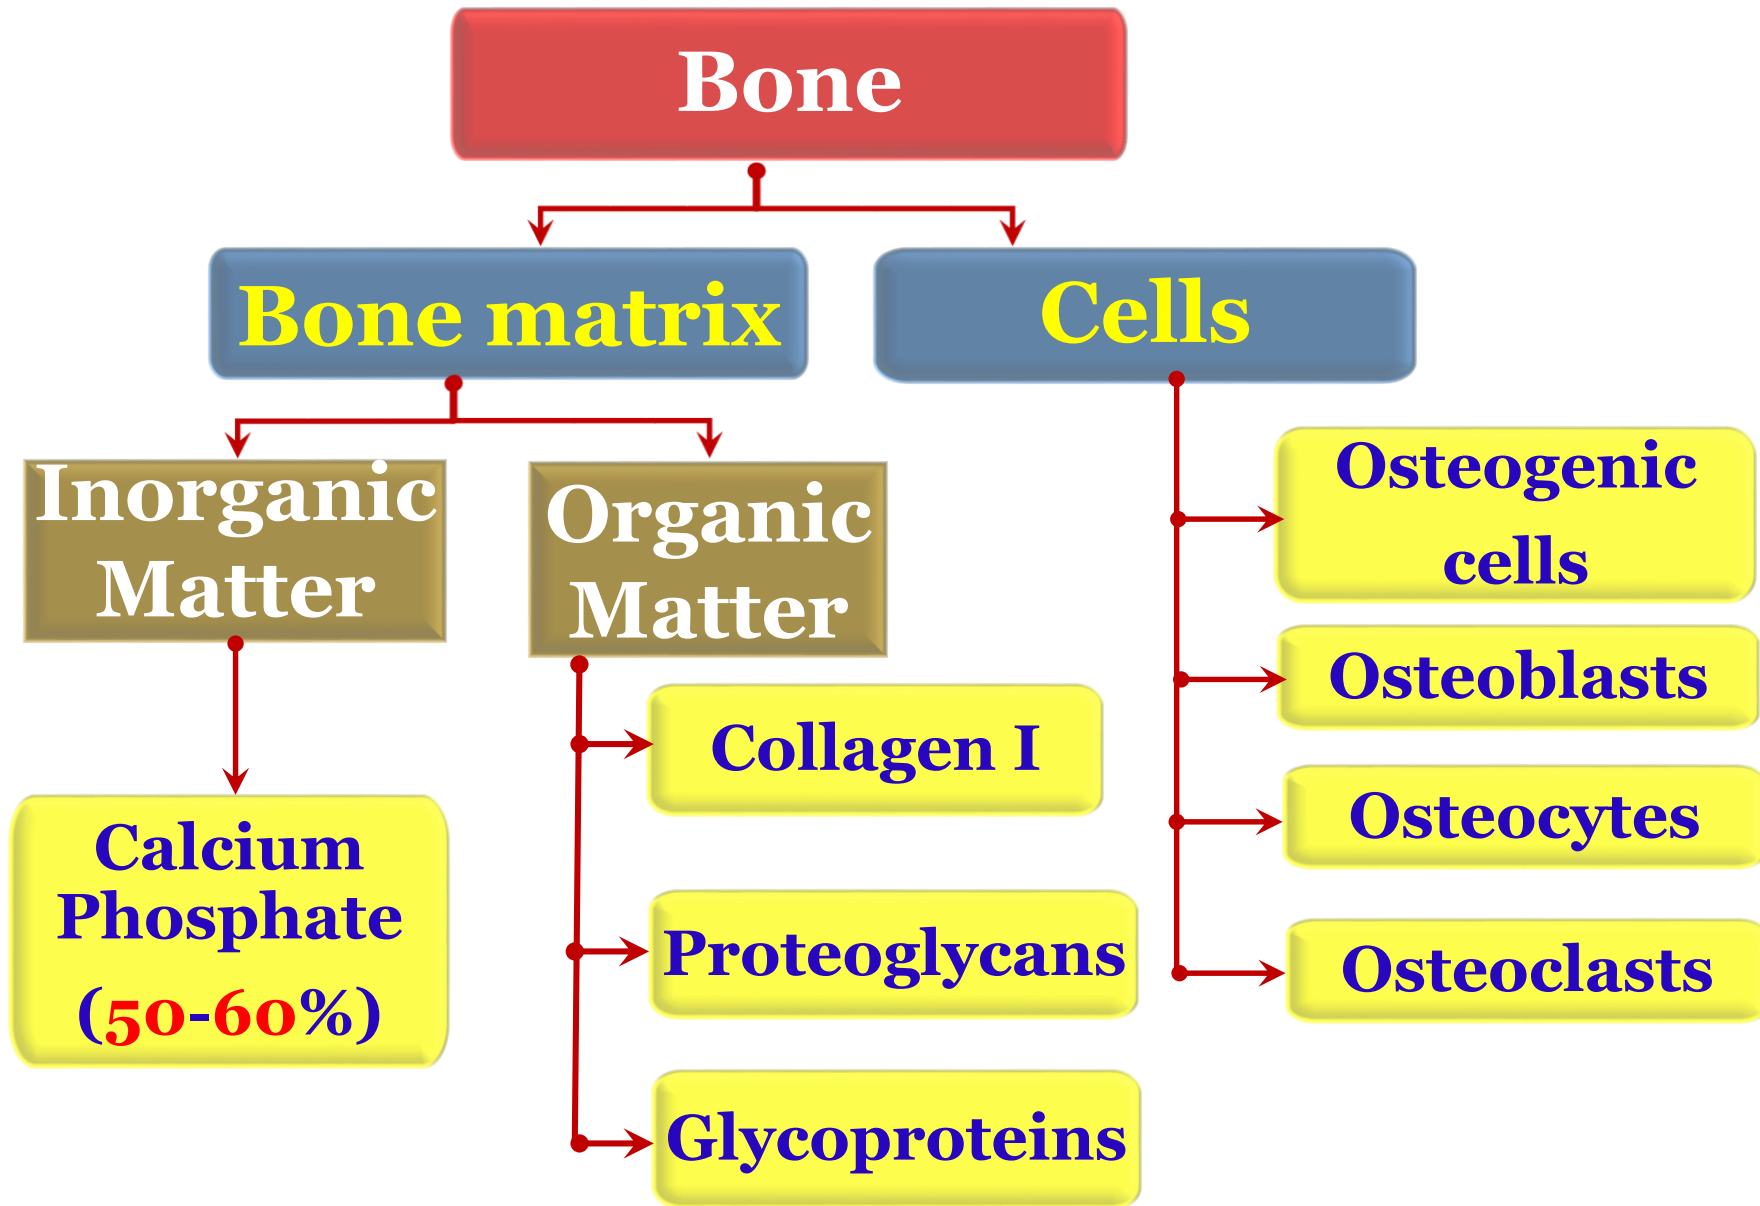 Bone
Bone matrix
Cells
Inorganic
Matter
Organic
Matter
Calcium
Phosphate
(50-60%)
Collagen I
Proteoglycans
Glycoproteins
Osteogenic
cells
Osteoblasts
Osteocytes
Osteoclasts